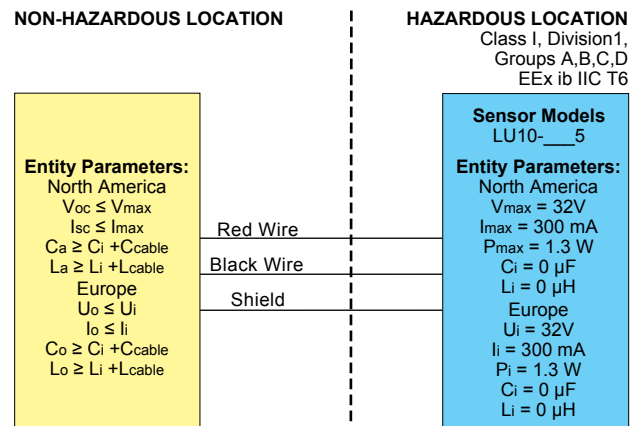 NON-HAZARDOUS LOCATION
HAZARDOUS LOCATION
Class I, Division1,
Groups A,B,C,D
EEx ib IIC T6
Entity Parameters:
North America
Voc ≤ Vmax
Isc ≤ Imax
Ca ≥ Ci +Ccable
La ≥ Li +Lcable
Europe
Uo ≤ Ui
Io ≤ Ii
Co ≥ Ci +Ccable
Lo ≥ Li +Lcable
Red Wire
Black Wire
Shield
Sensor Models
LU10-___5
Entity Parameters:
North America
Vmax = 32V
Imax = 300 mA
Pmax = 1.3 W
Ci = 0 µF
Li = 0 µH
Europe
Ui = 32V
Ii = 300 mA
Pi = 1.3 W
Ci = 0 µF
Li = 0 µH